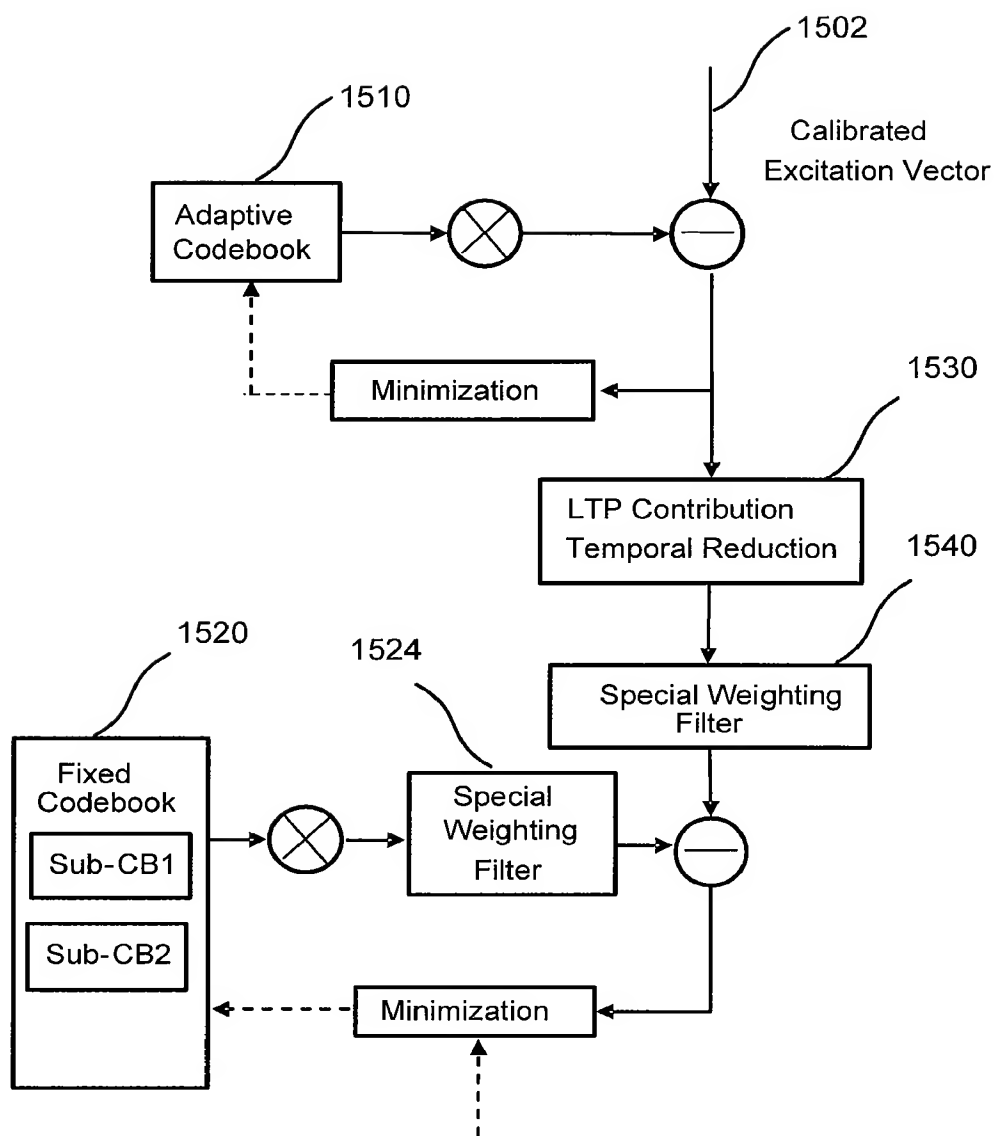 1502
1510
Calibrated
Excitation Vector
Adaptive
Codebook
Minimization
1530
LTP Contribution
Temporal Reduction
1540
1520
1524
Special Weighting
Filter
Fixed
Codebook
Special
Weighting
Filter
Sub-CB1
Sub-CB2
Minimization